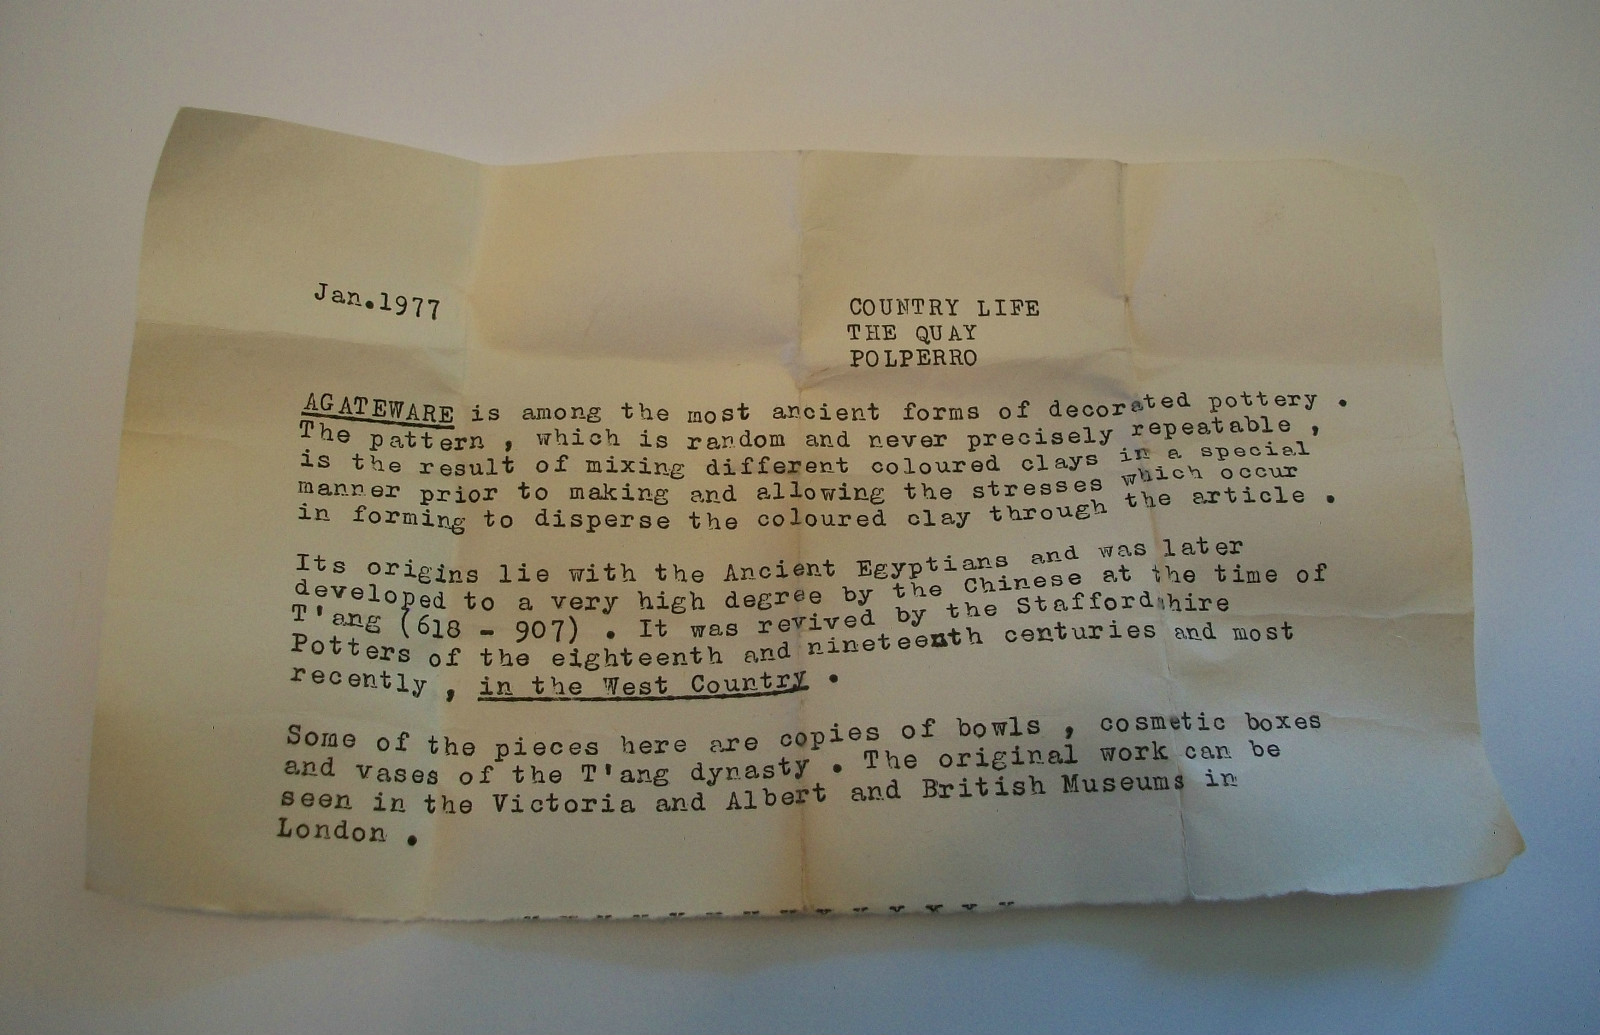 Jan.1977
COUNTRY LIFE
THE QUAY
POLPERRO
AGATEWARE is among the most ancient forms of decorated pottery .
The pattern , which is random and never precisely repeatable ,
is the result of mixing different coloured clays in a special
manner prior to making and allowing the stresses which occur
in forming to disperse the coloured clay through the article .
Its origins lie with the Ancient Egyptians and was later
developed to a very high degree by the Chinese at the time of
T'ang (618 - 907) . It was revived by the Staffordshire
Potters of the eighteenth and nineteenth centuries and most
recently , in the West Country .
Some of the pieces here are copies of bowls , cosmetic boxes
and vases of the T'ang dynasty . The original work can be
seen in the Victoria and Albert and British Museums in
London .